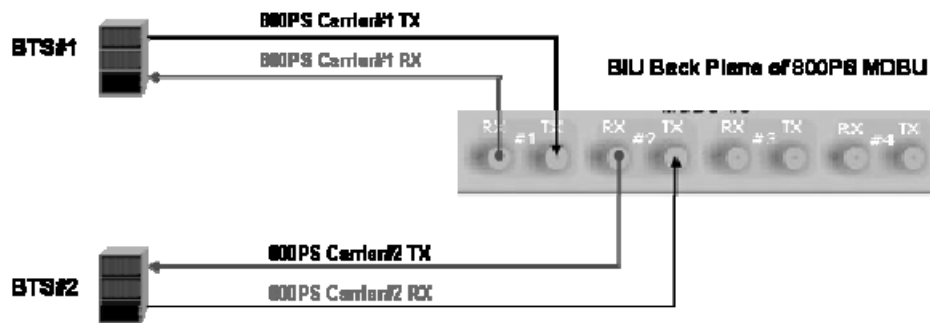 800PS Carrier#1 TX
BTS#1
800PS Carrier#1 RX
BIU Back Plane of 800PS MDBU
RX #1 TX
RX #2 TX
RX #3 TX
RX #4 TX
800PS Carrier#2 TX
BTS#2
800PS Carrier#2 RX